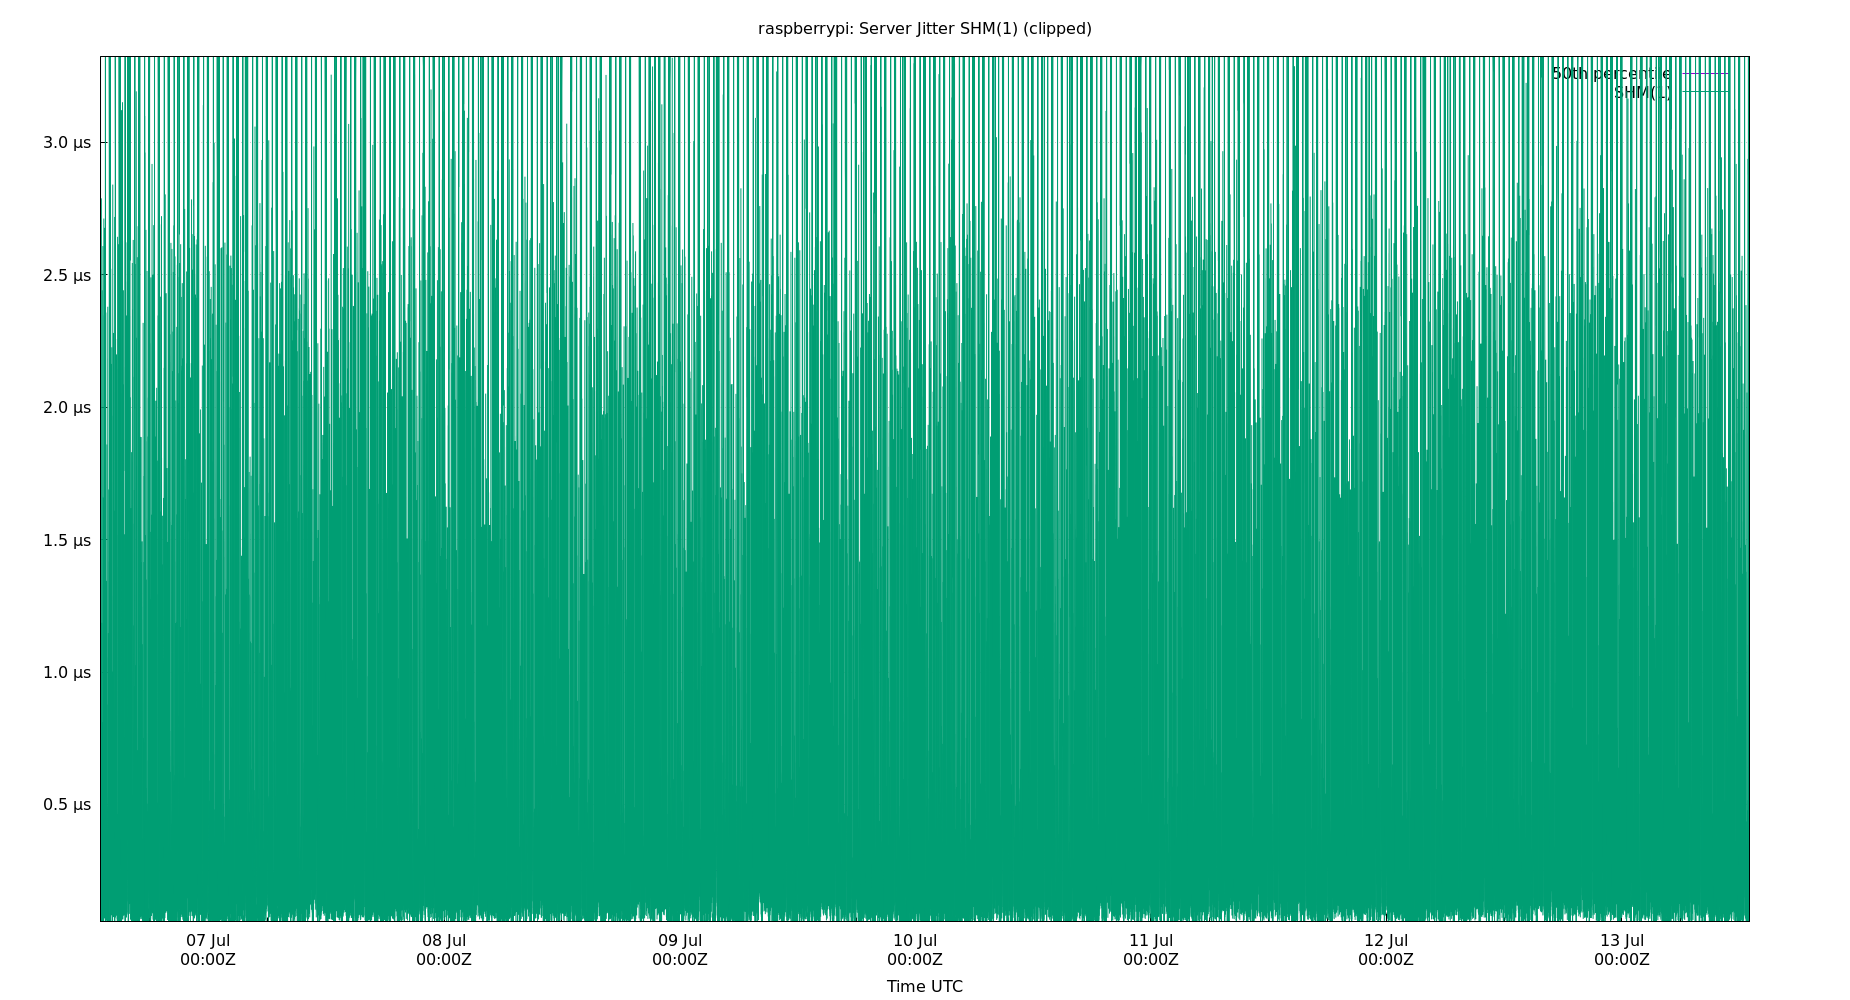 raspberrypi: Server Jitter SHM(1) (clipped)
50th percentile
SHM(1)
3.0 µs
2.5 µs
2.0 µs
1.5 µs
1.0 µs
0.5 µs
07 Jul 08 Jul 09 Jul 10 Jul 11 Jul 12 Jul 13 Jul
00:00Z 00:00Z 00:00Z 00:00Z 00:00Z 00:00Z 00:00Z
Time UTC